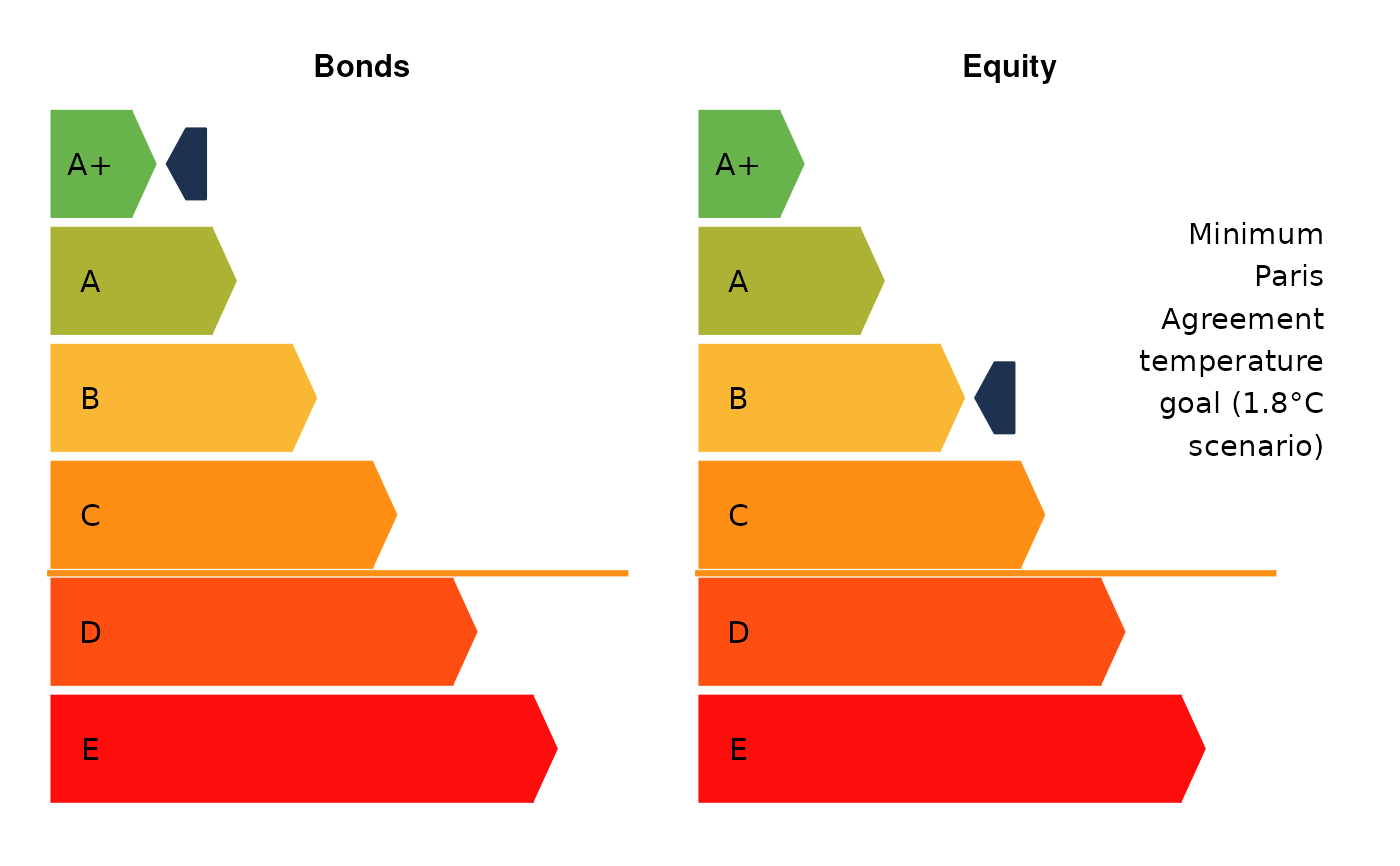 Bonds
A+
A
B
C
D
E
Equity
A+
A
B
C
D
E
Minimum
Paris
Agreement
temperature
goal (1.8°C
scenario)